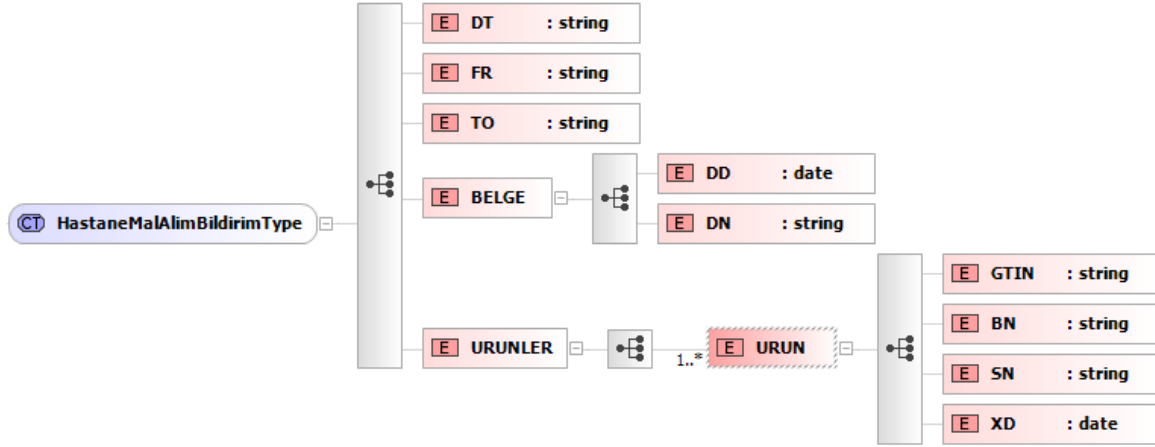 E DT : string
E FR : string
E TO : string
E DD : date
E BELGE
E DN : string
CT HastaneMalAlimBildirimType
E GTIN : string
E BN : string
E URUNLER
1..*
E URUN
E SN : string
E XD : date